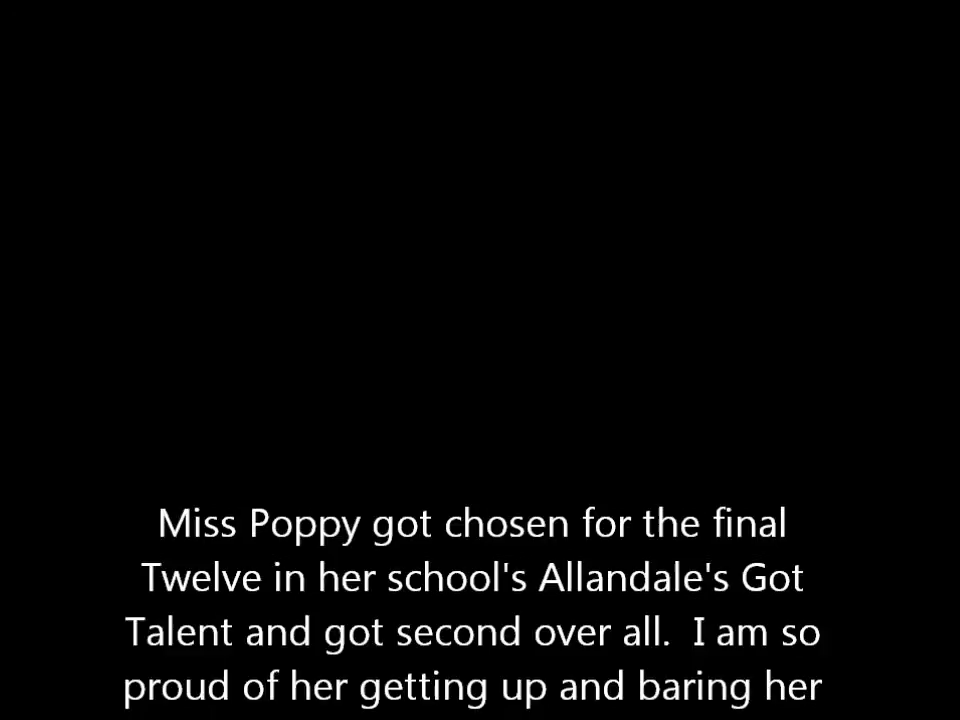 Miss Poppy got chosen for the final
Twelve in her school's Allandale's Got
Talent and got second over all.  I am so
proud of her getting up and baring her